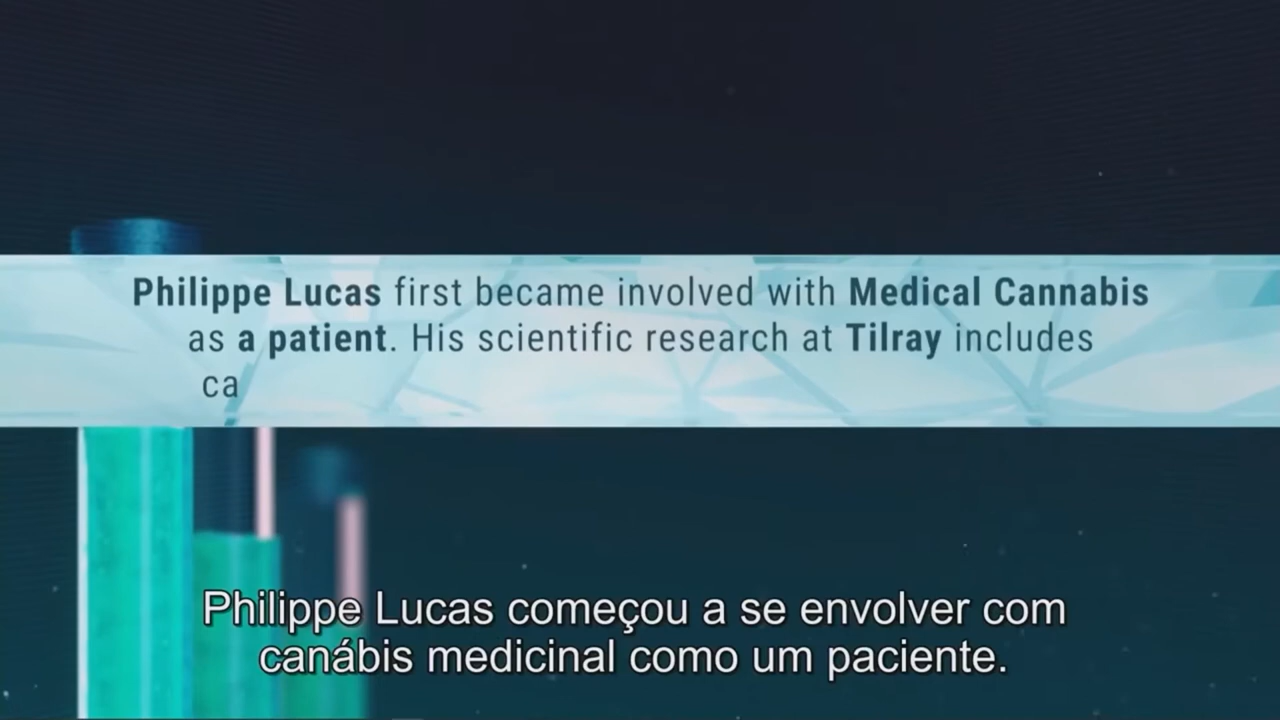 Philippe Lucas first became involved with Medical Cannabis
as a patient. His scientific research at Tilray includes
ca
Philippe Lucas começou a se envolver com
canábis medicinal como um paciente.